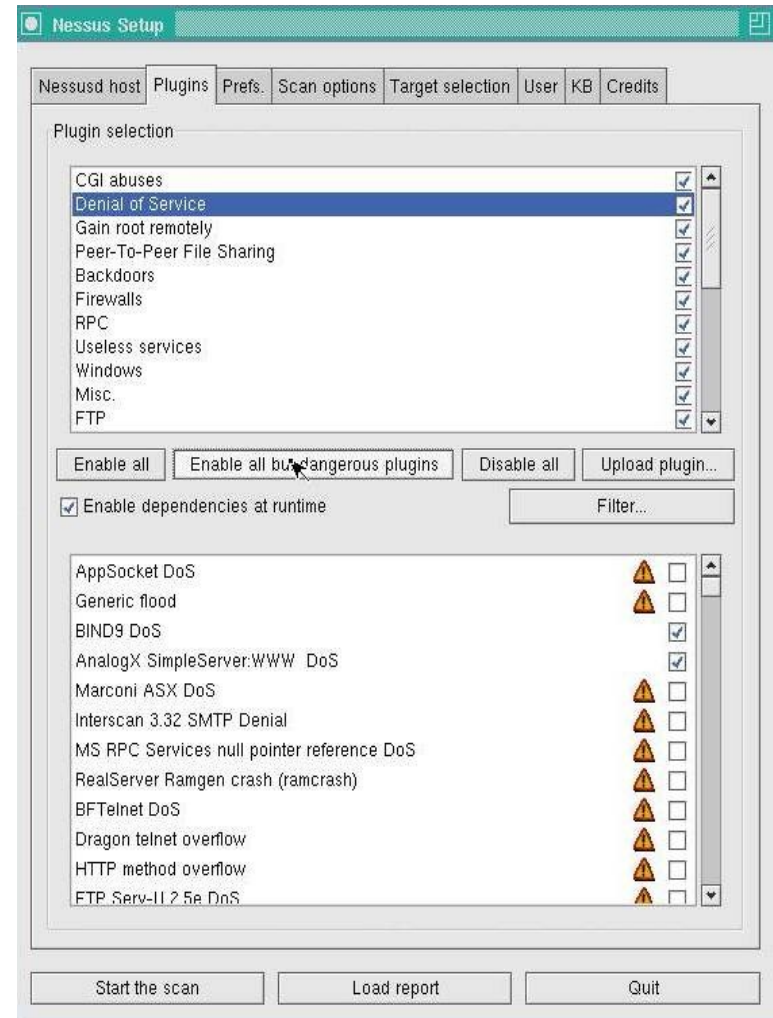 Nessus Setup
Nessusd host Plugins Prefs. Scan options Target selection User KB Credits
Plugin selection
CGI abuses
Denial of Service
Gain root remotely
Peer-To-Peer File Sharing
Backdoors
Firewalls
RPC
Useless services
Windows
Misc.
FTP
Enable all Enable all but dangerous plugins Disable all Upload plugin...
Enable dependencies at runtime Filter...
AppSocket DoS
Generic flood
BIND9 DoS
AnalogX SimpleServer:WWW DoS
Marconi ASX DoS
Interscan 3.32 SMTP Denial
MS RPC Services null pointer reference DoS
RealServer Ramgen crash (ramcrash)
BFTelnet DoS
Dragon telnet overflow
HTTP method overflow
FTP Serv-U 2.5e DoS
Start the scan Load report Quit